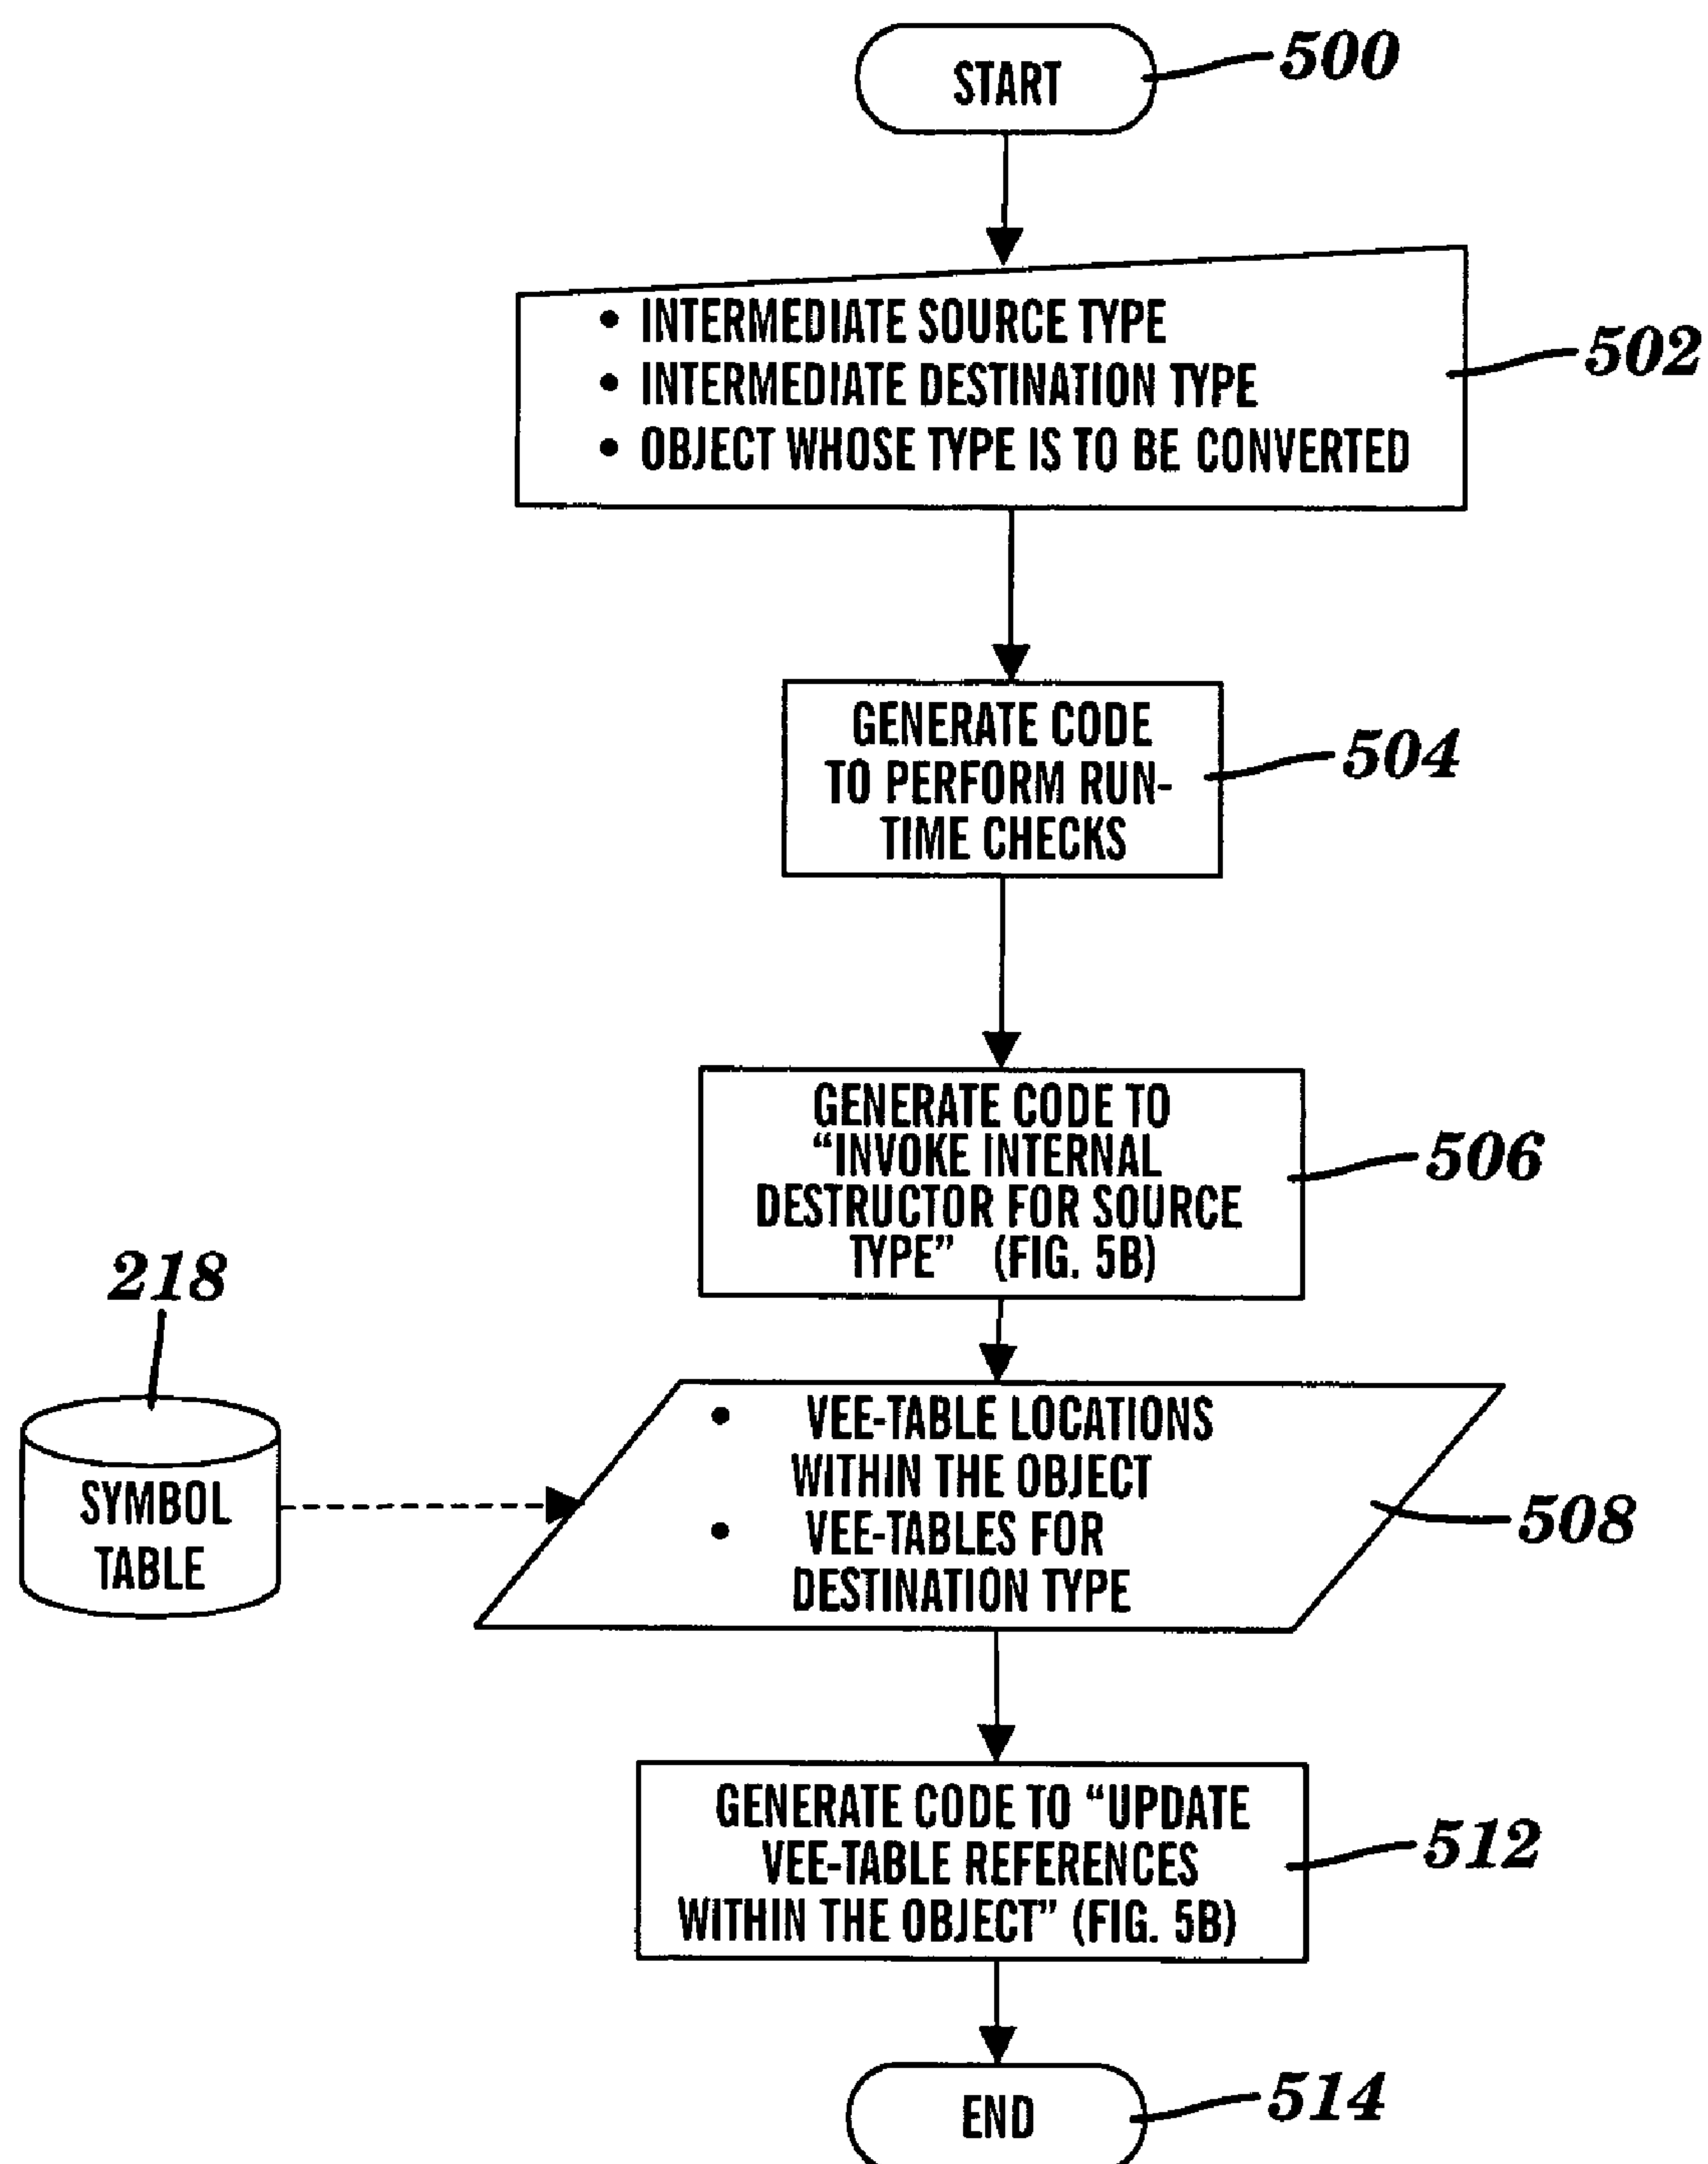 START
500
• INTERMEDIATE SOURCE TYPE
• INTERMEDIATE DESTINATION TYPE
• OBJECT WHOSE TYPE IS TO BE CONVERTED
502
GENERATE CODE
TO PERFORM RUN-
TIME CHECKS
504
GENERATE CODE TO
“INVOKE INTERNAL
DESTRUCTOR FOR SOURCE
TYPE” (FIG. 5B)
506
218
SYMBOL
TABLE
• VEE-TABLE LOCATIONS
WITHIN THE OBJECT
• VEE-TABLES FOR
DESTINATION TYPE
508
GENERATE CODE TO “UPDATE
VEE-TABLE REFERENCES
WITHIN THE OBJECT” (FIG. 5B)
512
END
514